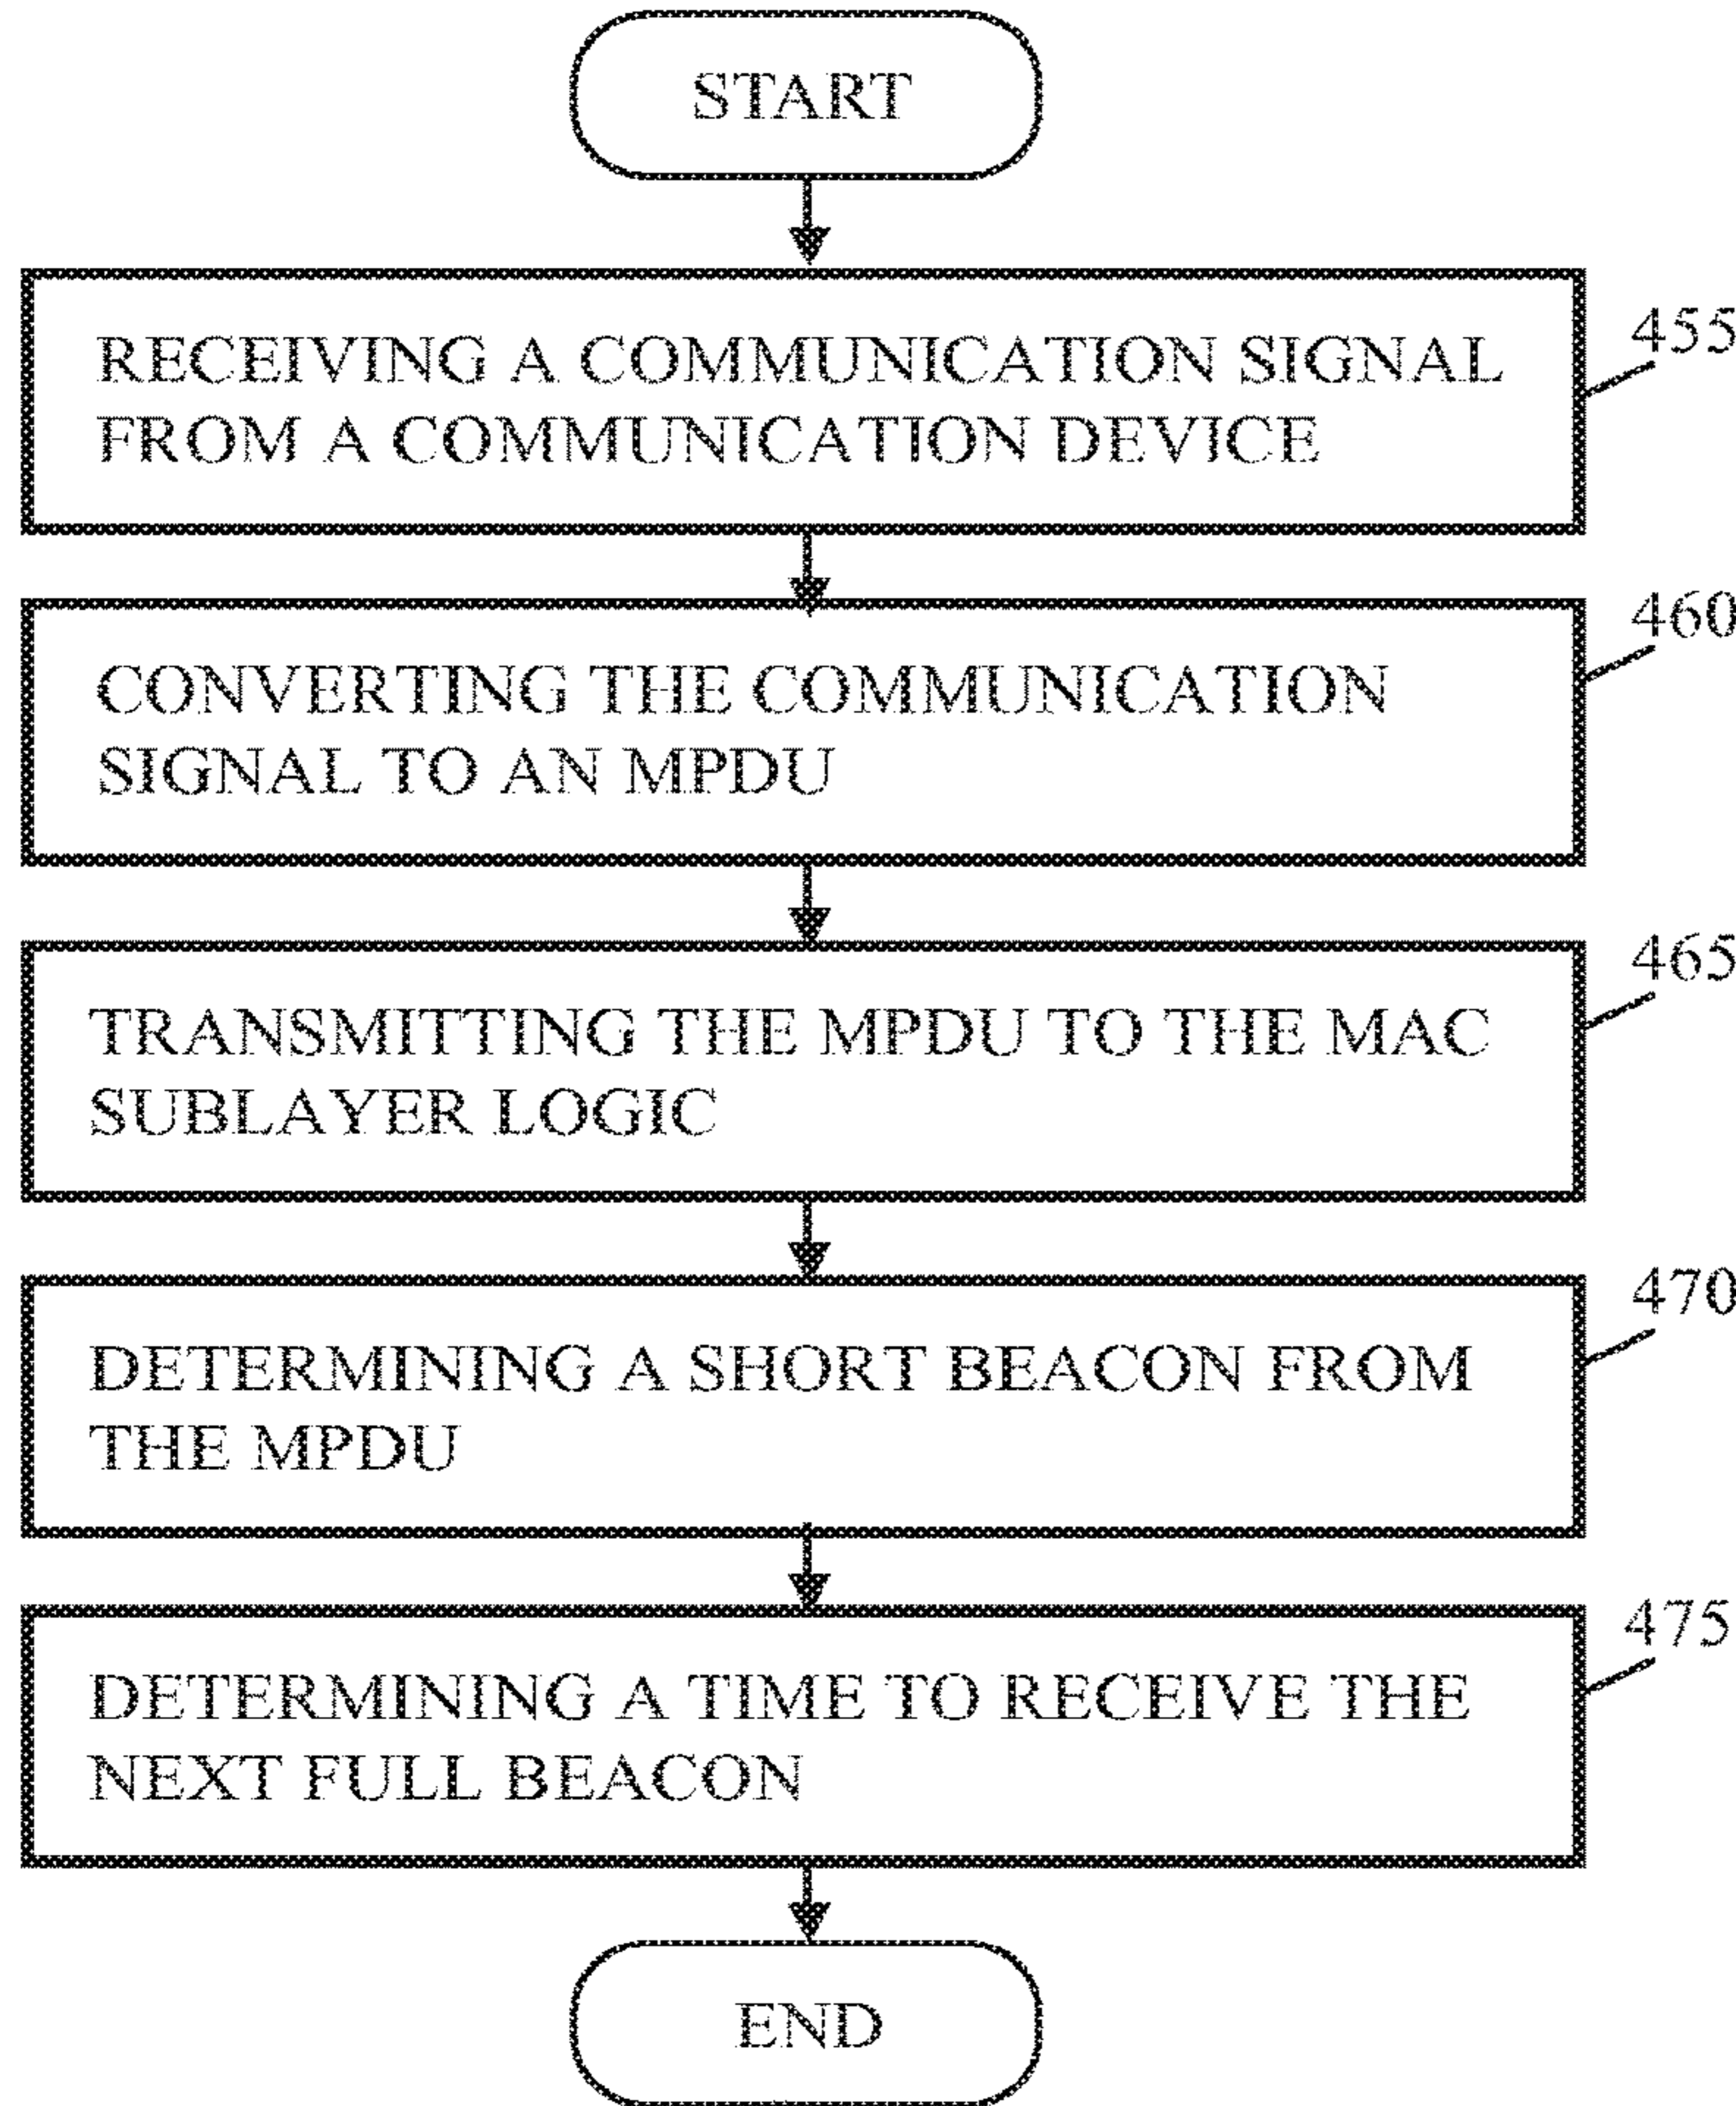 START
RECEIVING A COMMUNICATION SIGNAL
FROM A COMMUNICATION DEVICE
455
CONVERTING THE COMMUNICATION
SIGNAL TO AN MPDU
460
TRANSMITTING THE MPDU TO THE MAC
SUBLAYER LOGIC
465
DETERMINING A SHORT BEACON FROM
THE MPDU
470
DETERMINING A TIME TO RECEIVE THE
NEXT FULL BEACON
475
END